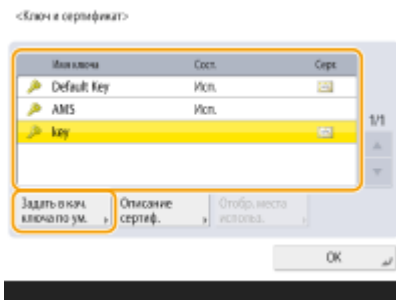 <Ключ и сертификат>
Имя ключа Сост. Серт.
Default Key Исп.
AMS Исп.
key
1/1
Задать в кач.
ключа по ум.
Описание
сертиф.
Отобр. места
использ.
OK